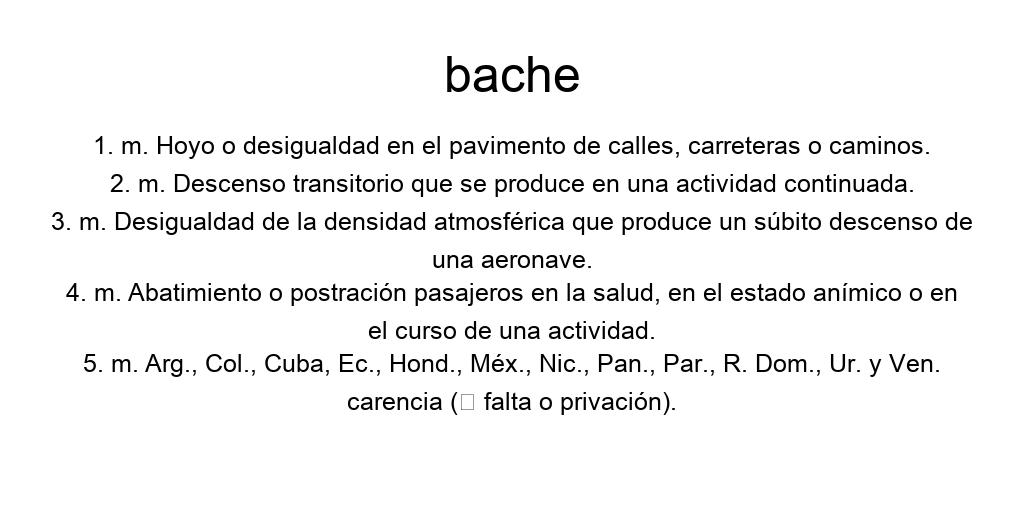 bache
1. m. Hoyo o desigualdad en el pavimento de calles, carreteras o caminos.
2. m. Descenso transitorio que se produce en una actividad continuada.
3. m. Desigualdad de la densidad atmosférica que produce un súbito descenso de
una aeronave.
4. m. Abatimiento o postración pasajeros en la salud, en el estado anímico o en
el curso de una actividad.
5. m. Arg., Col., Cuba, Ec., Hond., Méx., Nic., Pan., Par., R. Dom., Ur. y Ven.
carencia (□ falta o privación).